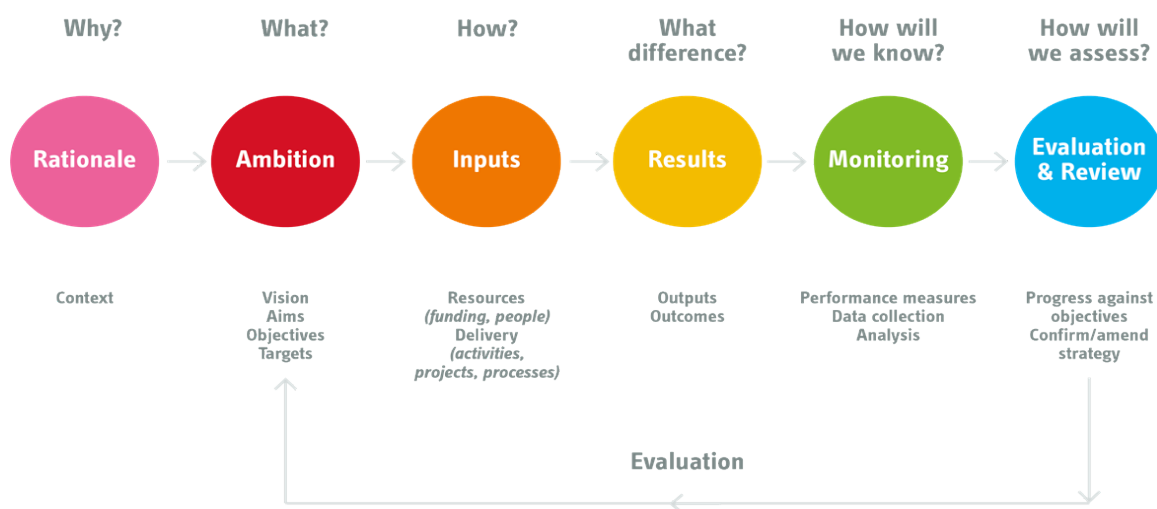 Why?
What?
How?
What
difference?
How will
we know?
How will
we assess?
Rationale
Ambition
Inputs
Results
Monitoring
Evaluation
& Review
Context
Vision
Aims
Objectives
Targets
Resources
(funding, people)
Delivery
(activities,
projects, processes)
Outputs
Outcomes
Performance measures
Data collection
Analysis
Progress against
objectives
Confirm/amend
strategy
Evaluation